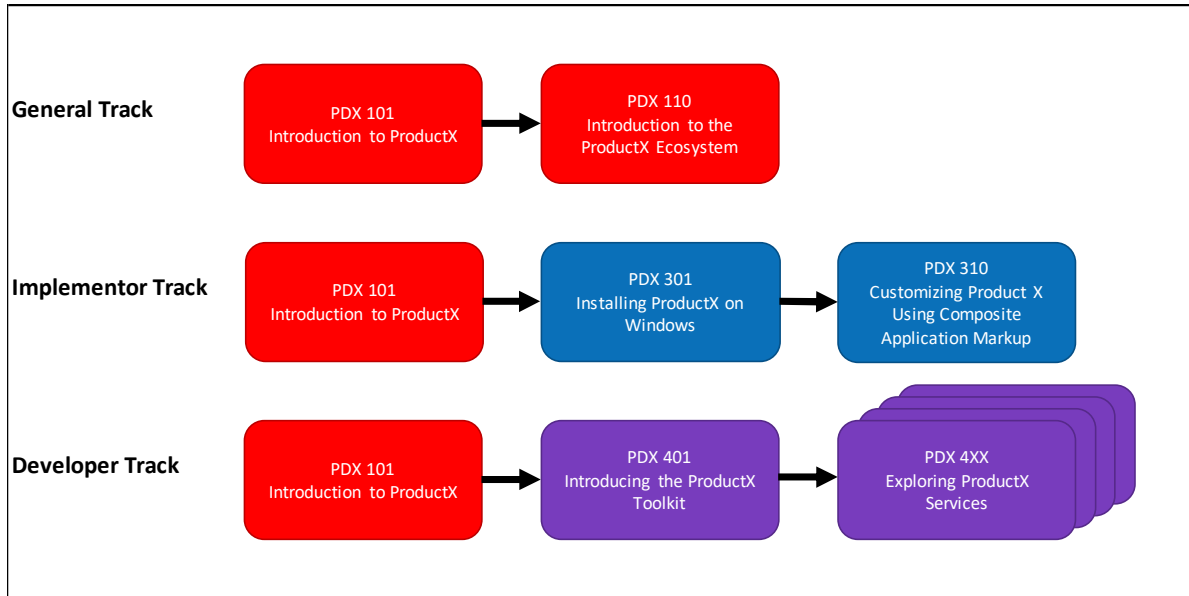 General Track
PDX 101
Introduction to ProductX
PDX 110
Introduction to the
ProductX Ecosystem
Implementor Track
PDX 101
Introduction to ProductX
PDX 301
Installing ProductX on
Windows
PDX 310
Customizing Product X
Using Composite
Application Markup
Developer Track
PDX 101
Introduction to ProductX
PDX 401
Introducing the ProductX
Toolkit
PDX 4XX
Exploring ProductX
Services